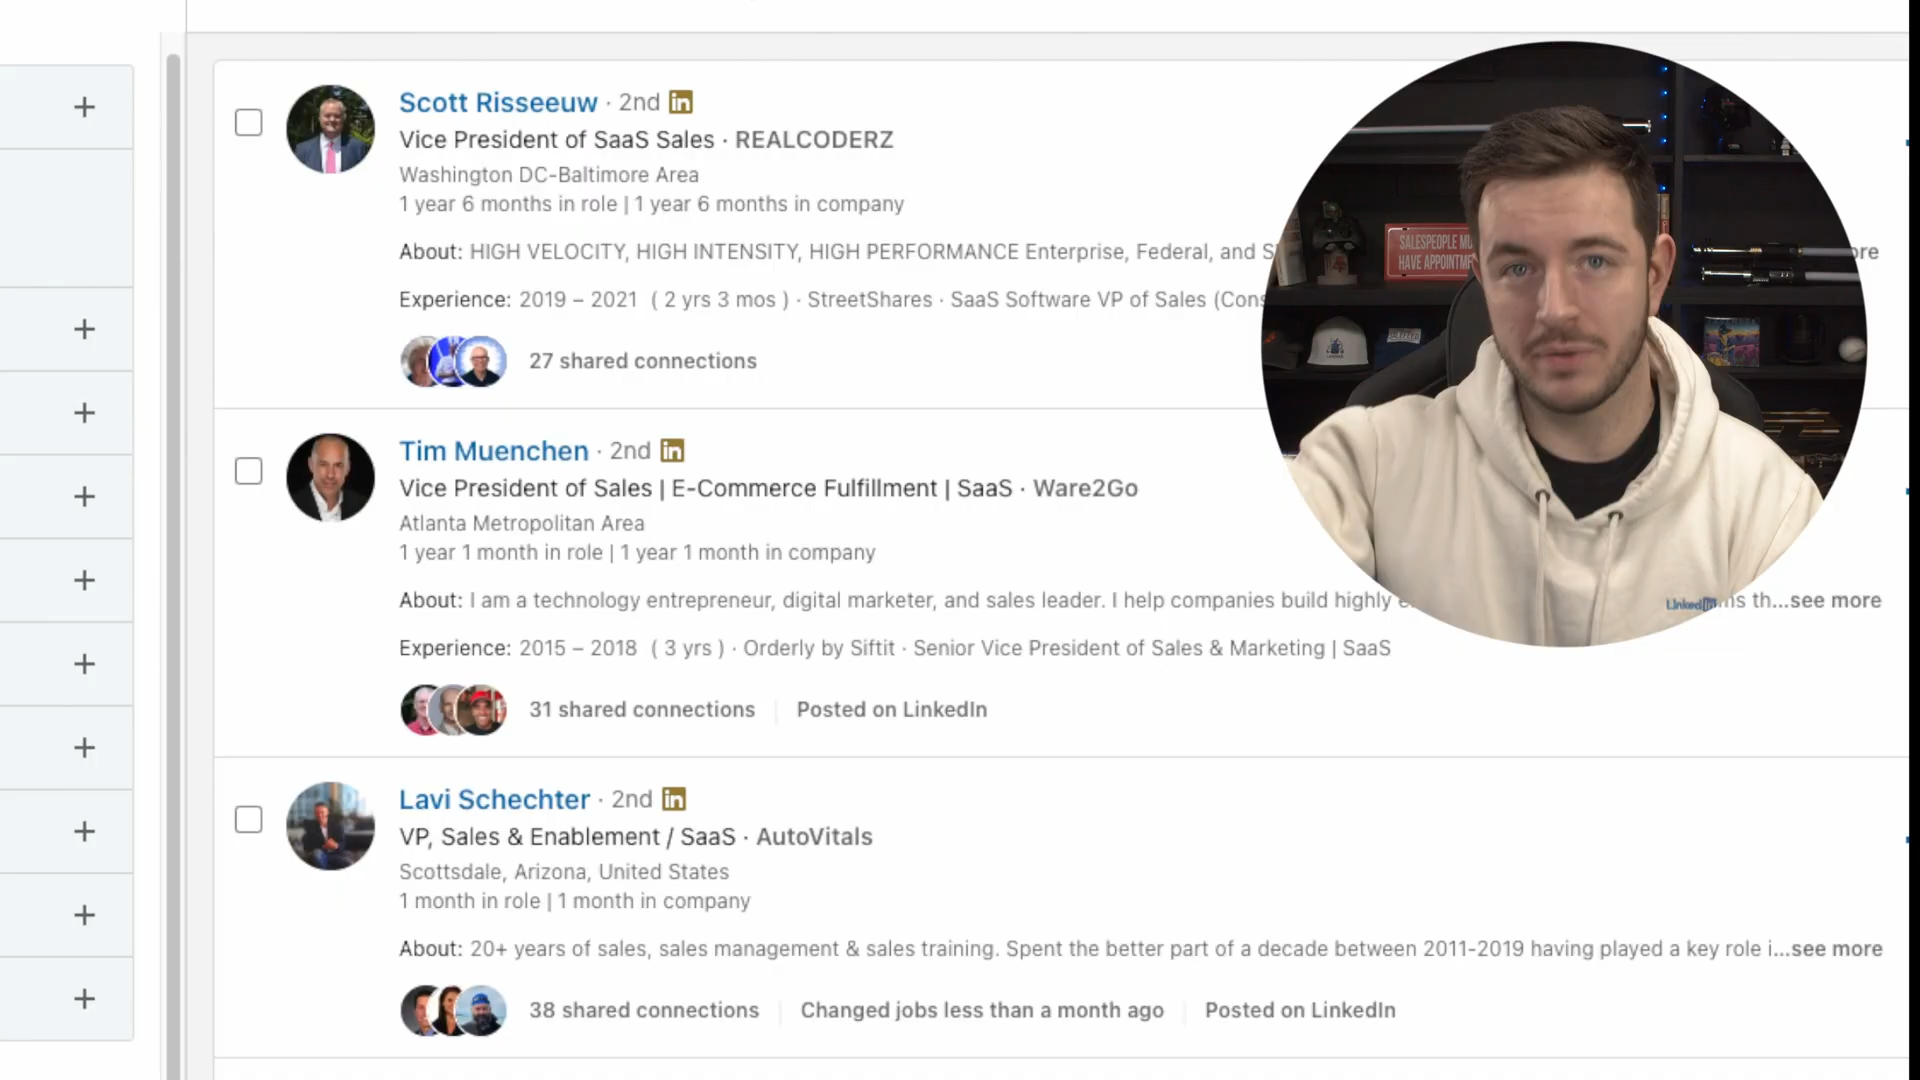 Scott Risseeuw · 2nd in
Vice President of SaaS Sales · REALCODERZ
Washington DC-Baltimore Area
1 year 6 months in role | 1 year 6 months in company
About: HIGH VELOCITY, HIGH INTENSITY, HIGH PERFORMANCE Enterprise, Federal, and
Experience: 2019 – 2021 ( 2 yrs 3 mos ) · StreetShares · SaaS Software VP of Sales
27 shared connections
SALESPEOPLE
HAVE
Tim Muenchen · 2nd in
Vice President of Sales | E-Commerce Fulfillment | SaaS · Ware2Go
Atlanta Metropolitan Area
1 year 1 month in role | 1 year 1 month in company
About: I am a technology entrepreneur, digital marketer, and sales leader. I help companies build highly ...see more
LinkedIn
Experience: 2015 – 2018 ( 3 yrs ) · Orderly by Siftit · Senior Vice President of Sales & Marketing | SaaS
31 shared connections | Posted on LinkedIn
Lavi Schechter · 2nd in
VP, Sales & Enablement / SaaS · AutoVitals
Scottsdale, Arizona, United States
1 month in role | 1 month in company
About: 20+ years of sales, sales management & sales training. Spent the better part of a decade between 2011-2019 having played a key role i...see more
38 shared connections | Changed jobs less than a month ago | Posted on LinkedIn